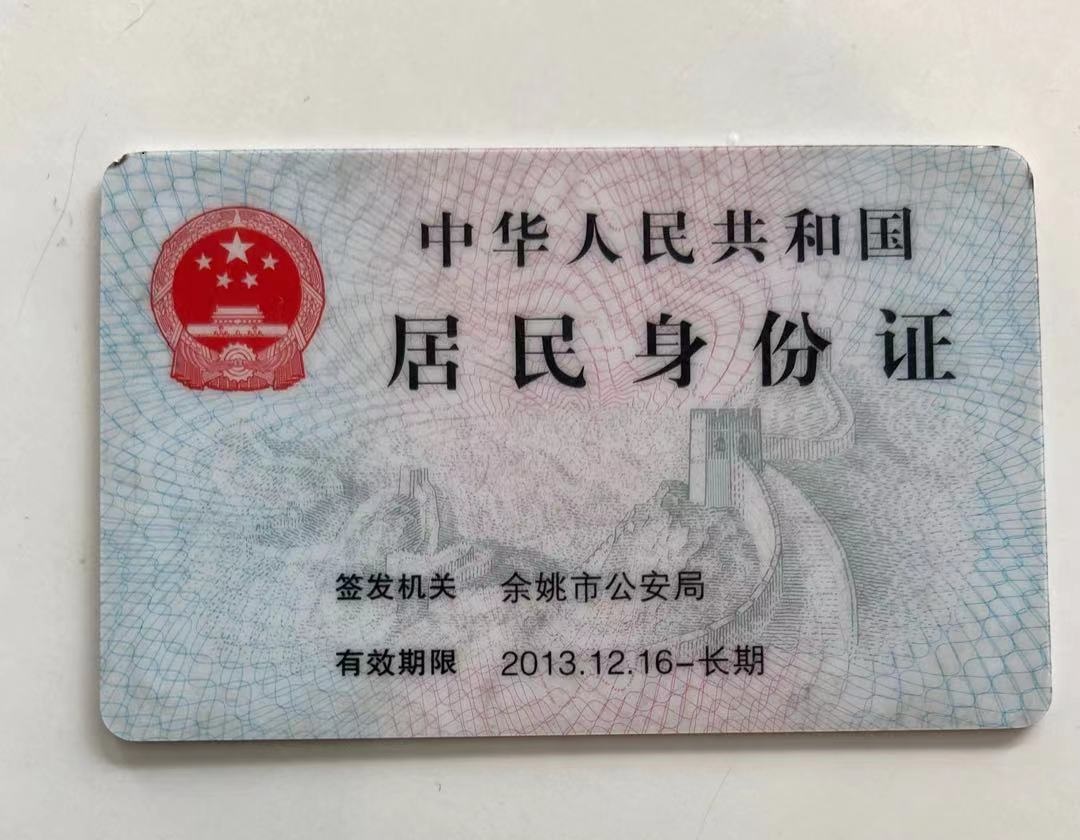 中华人民共和国
居民身份证
签发机关 余姚市公安局
有效期限 2013.12.16-长期